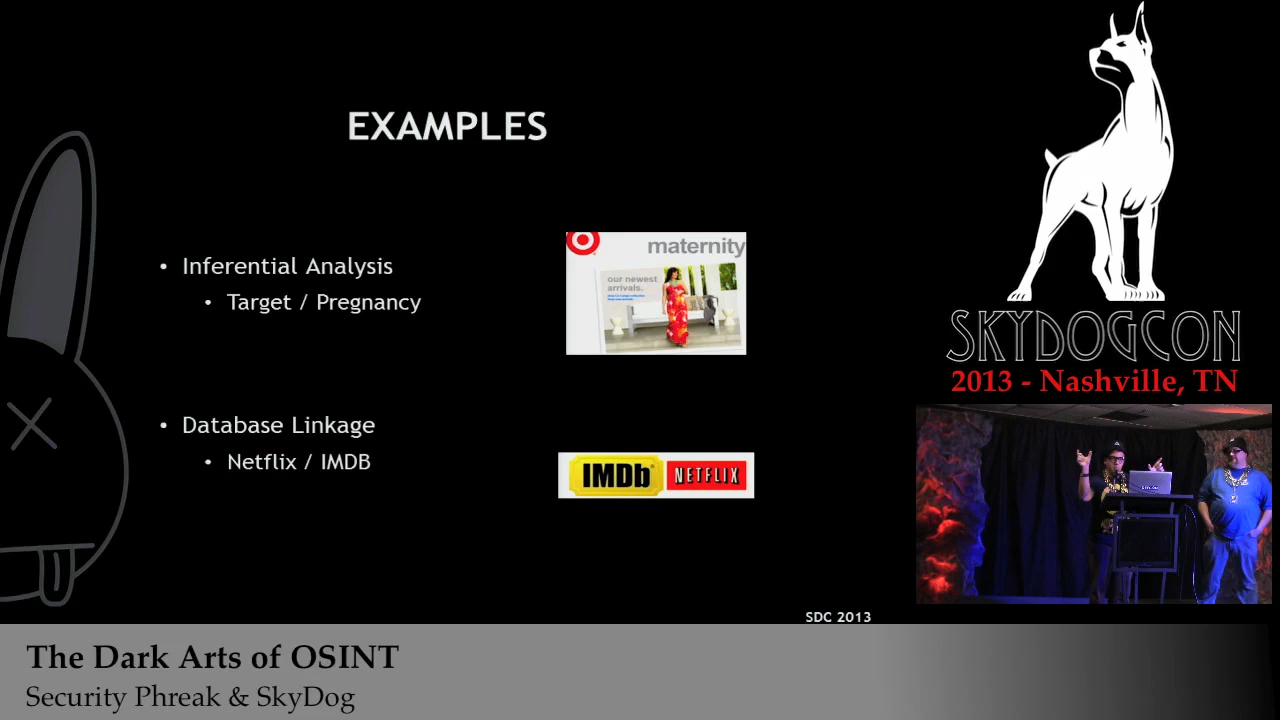 EXAMPLES
• Inferential Analysis
• Target / Pregnancy
maternity
our newest
arrivals.
• Database Linkage
• Netflix / IMDB
IMDb
NETFLIX
SDC 2013
SKYDOGCON
2013 - Nashville, TN
The Dark Arts of OSINT
Security Phreak & SkyDog